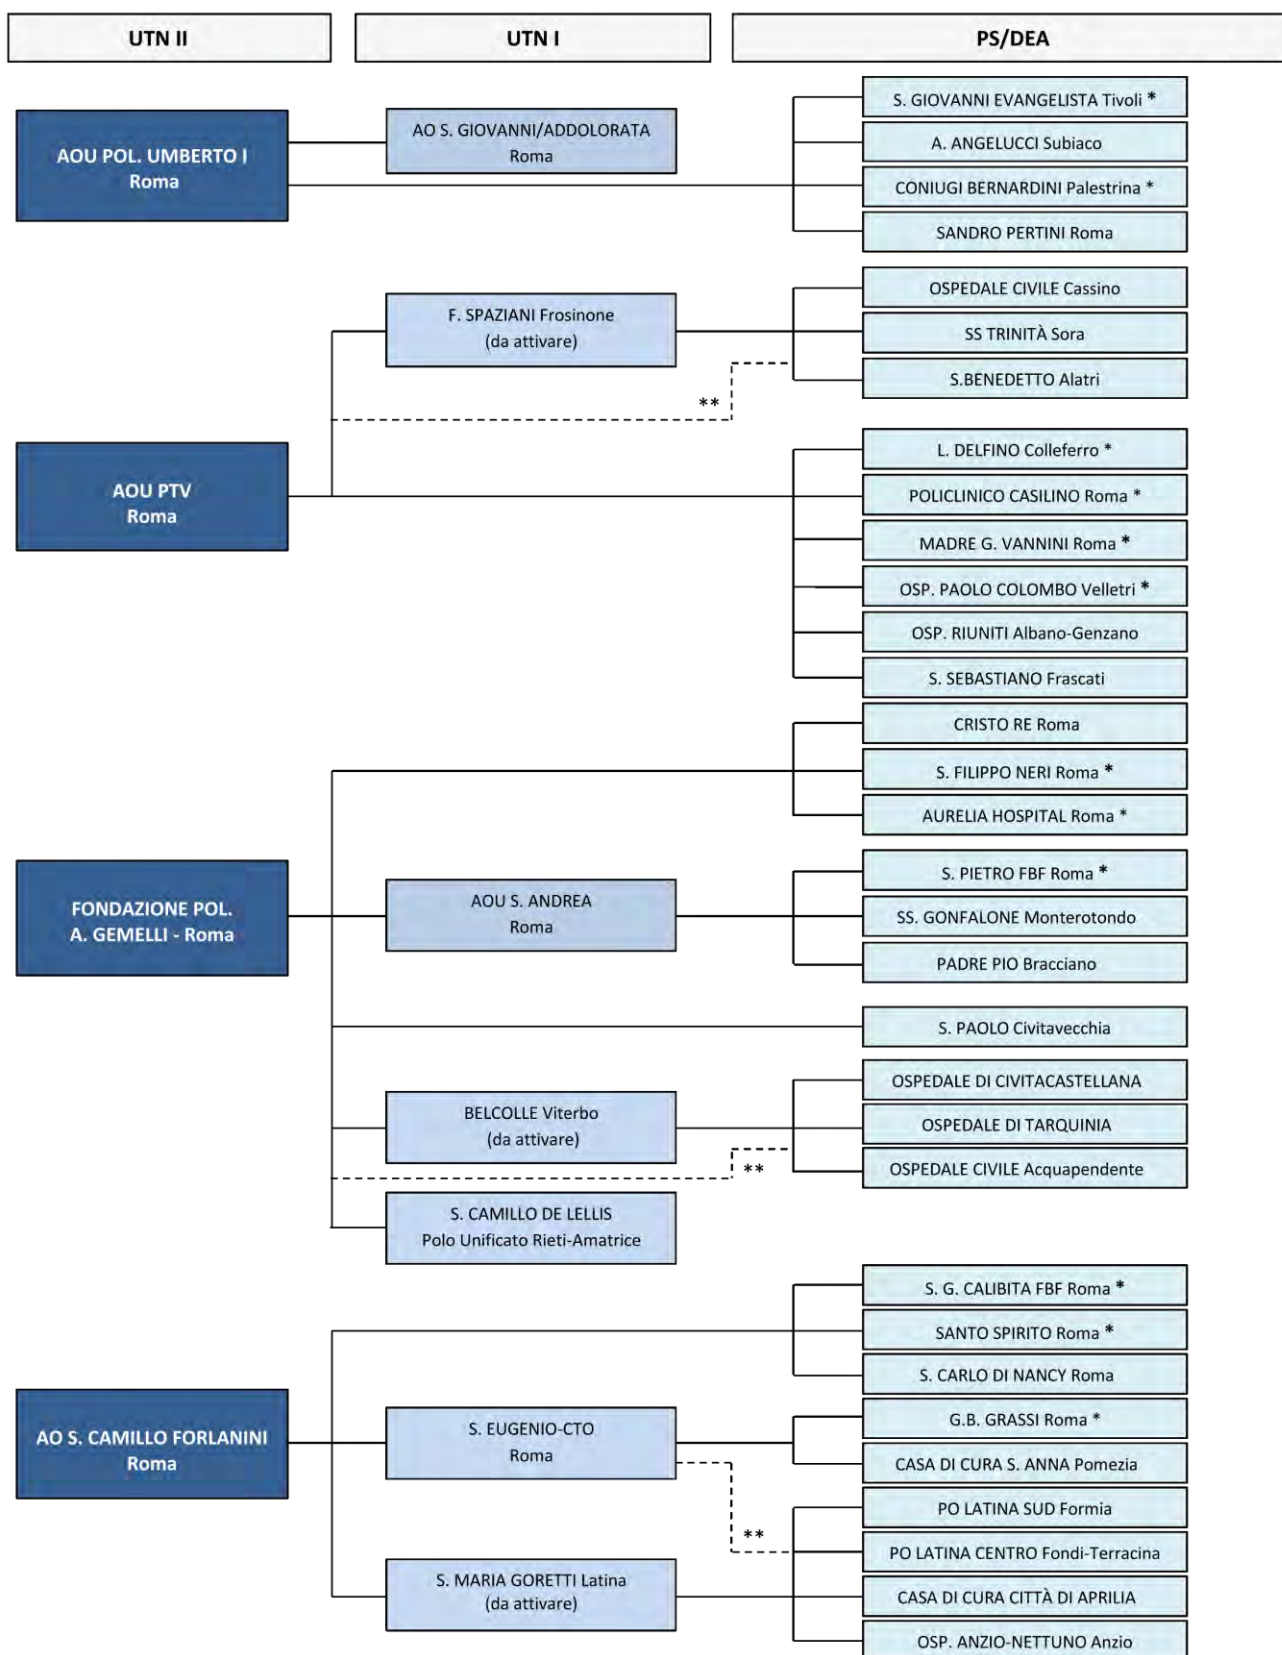 UTN II
UTN I
PS/DEA
AOU POL. UMBERTO I
Roma
AO S. GIOVANNI/ADDOLORATA
Roma
S. GIOVANNI EVANGELISTA Tivoli *
A. ANGELUCCI Subiaco
CONIUGI BERNARDINI Palestrina *
SANDRO PERTINI Roma
AOU PTV
Roma
F. SPAZIANI Frosinone
(da attivare)
**
OSPEDALE CIVILE Cassino
SS TRINITÀ Sora
S.BENEDETTO Alatri
L. DELFINO Colleferro *
POLICLINICO CASILINO Roma *
MADRE G. VANNINI Roma *
OSP. PAOLO COLOMBO Velletri *
OSP. RIUNITI Albano-Genzano
S. SEBASTIANO Frascati
FONDAZIONE POL.
A. GEMELLI - Roma
CRISTO RE Roma
S. FILIPPO NERI Roma *
AURELIA HOSPITAL Roma *
AOU S. ANDREA
Roma
S. PIETRO FBF Roma *
SS. GONFALONE Monterotondo
PADRE PIO Bracciano
S. PAOLO Civitavecchia
BELCOLLE Viterbo
(da attivare)
**
OSPEDALE DI CIVITACASTELLANA
OSPEDALE DI TARQUINIA
OSPEDALE CIVILE Acquapendente
S. CAMILLO DE LELLIS
Polo Unificato Rieti-Amatrice
AO S. CAMILLO FORLANINI
Roma
S. G. CALIBITA FBF Roma *
SANTO SPIRITO Roma *
S. CARLO DI NANCY Roma
S. EUGENIO-CTO
Roma
G.B. GRASSI Roma *
CASA DI CURA S. ANNA Pomezia
**
S. MARIA GORETTI Latina
(da attivare)
PO LATINA SUD Formia
PO LATINA CENTRO Fondi-Terracina
CASA DI CURA CITTÀ DI APRILIA
OSP. ANZIO-NETTUNO Anzio